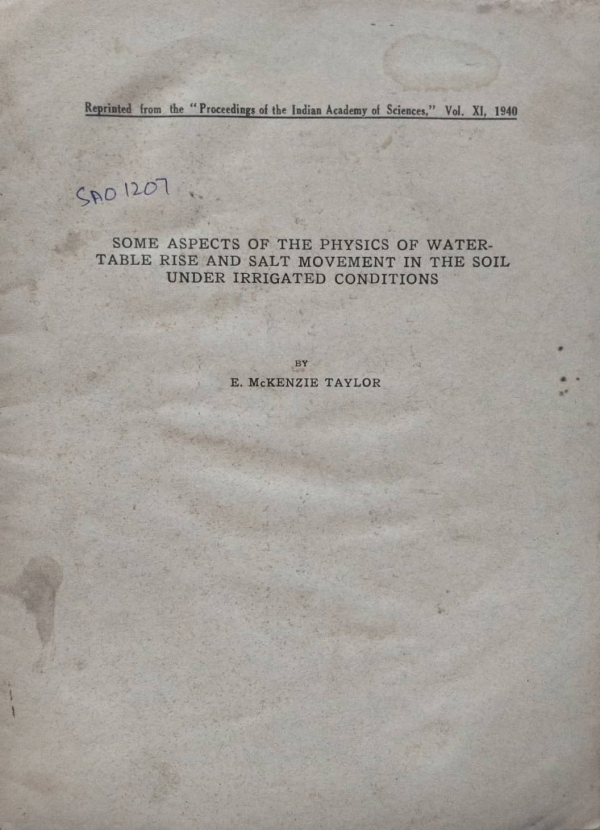 Reprinted from the "Proceedings of the Indian Academy of Sciences," Vol. XI, 1940
SAO 1207
SOME ASPECTS OF THE PHYSICS OF WATER-
TABLE RISE AND SALT MOVEMENT IN THE SOIL
UNDER IRRIGATED CONDITIONS
BY
E. McKENZIE TAYLOR